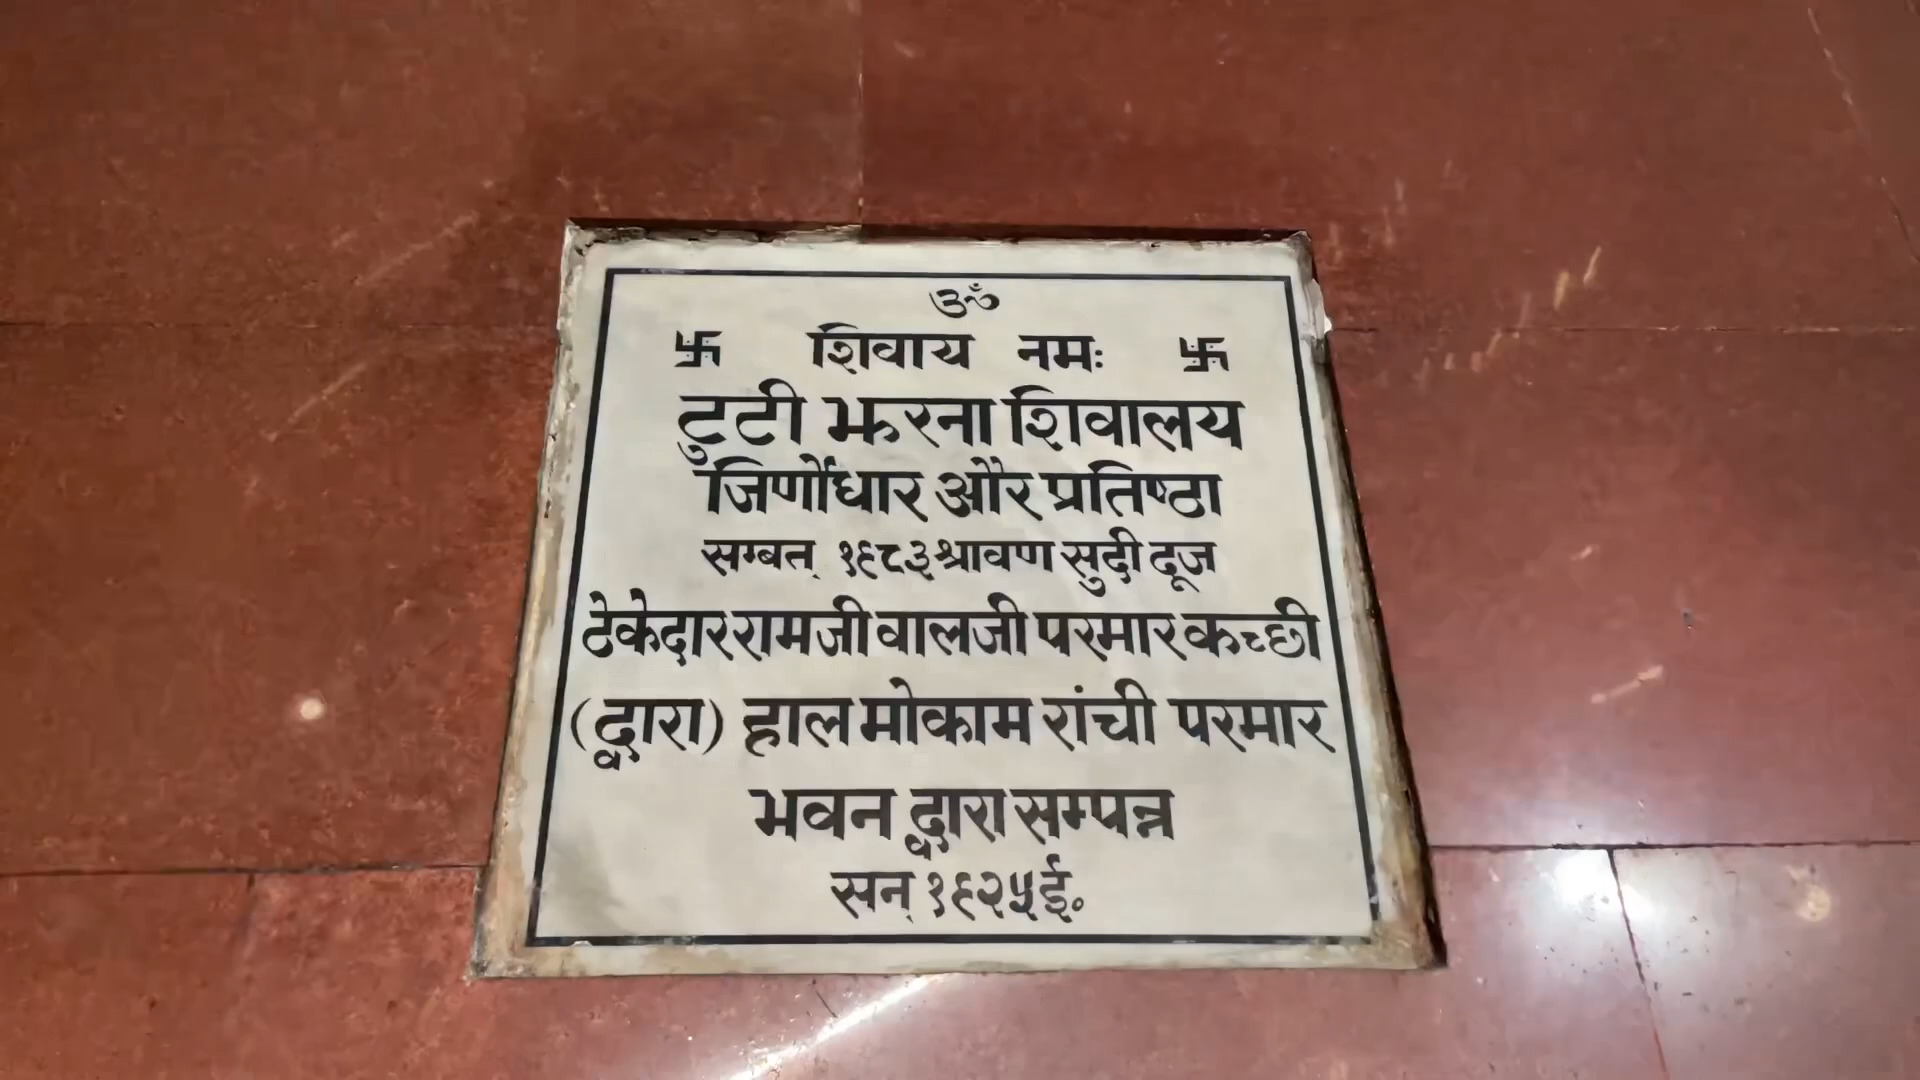 ॐ
卐 शिवाय नमः 卐
टुटी झरना शिवालय
जिर्णोधार और प्रतिष्ठा
सम्बत् १९८३ श्रावण सुदी दूज
ठेकेदार रामजी वालजी परमार कच्छी
(द्वारा) हाल मोकाम रांची परमार
भवन द्वारा सम्पन्न
सन् १९२५ ई॰